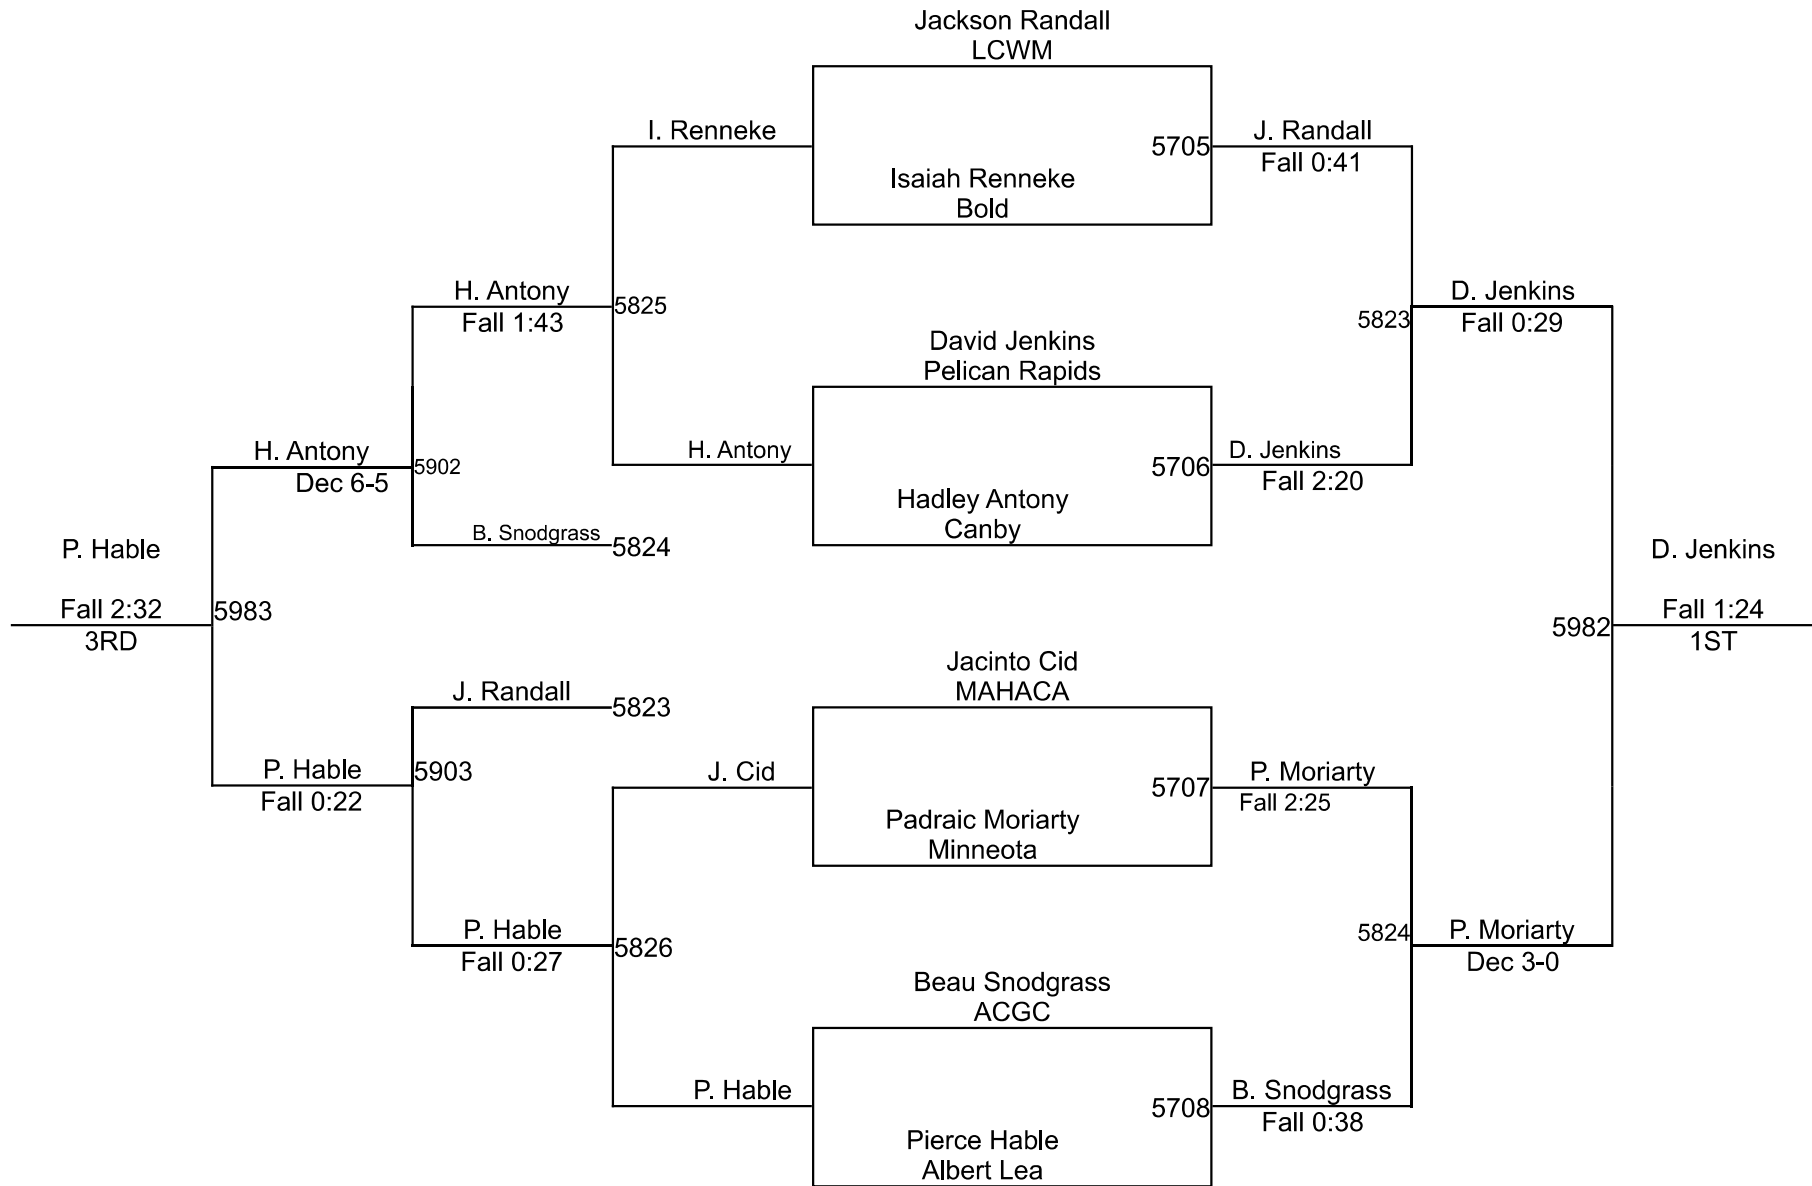 Jackson Randall
LCWM
I. Renneke
5705
J. Randall
Fall 0:41
Isaiah Renneke
Bold
H. Antony
Fall 1:43
5825
5823
D. Jenkins
Fall 0:29
David Jenkins
Pelican Rapids
H. Antony
Dec 6-5
5902
H. Antony
5706
D. Jenkins
Fall 2:20
Hadley Antony
Canby
B. Snodgrass
5824
P. Hable
Fall 2:32
3RD
5983
5982
D. Jenkins
Fall 1:24
1ST
Jacinto Cid
MAHACA
J. Randall
5823
P. Hable
Fall 0:22
5903
J. Cid
5707
P. Moriarty
Fall 2:25
Padraic Moriarty
Minneota
P. Hable
Fall 0:27
5826
5824
P. Moriarty
Dec 3-0
Beau Snodgrass
ACGC
P. Hable
5708
B. Snodgrass
Fall 0:38
Pierce Hable
Albert Lea